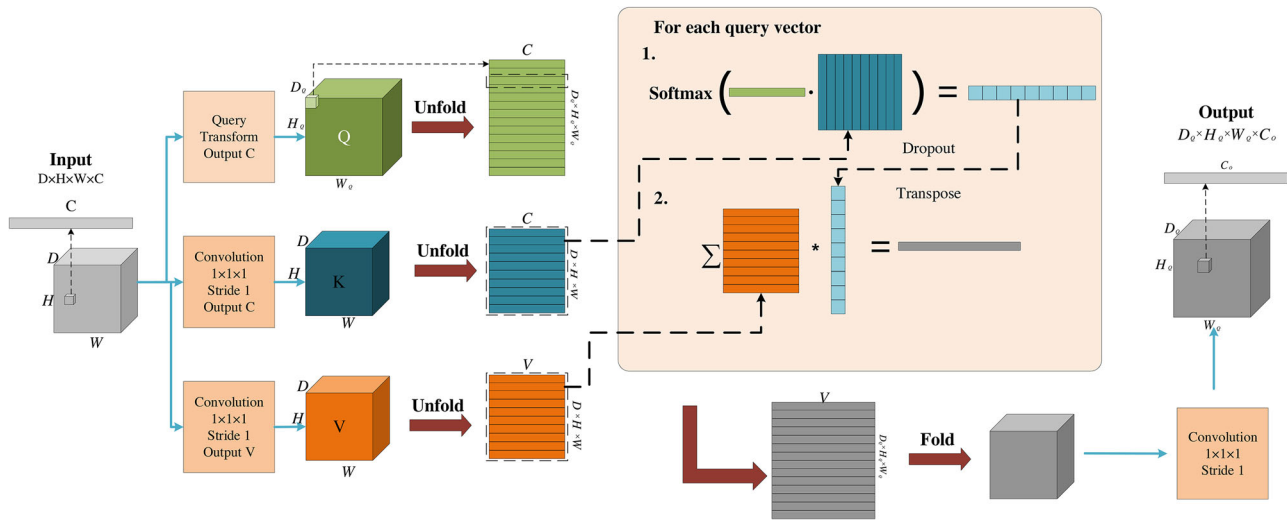 Input
D×H×W×C
C
D
H
W
Query
Transform
Output C
D_Q
H_Q
Q
W_Q
Unfold
C
D_Q×H_Q×W_Q
Convolution
1×1×1
Stride 1
Output C
D
H
K
W
Unfold
C
D×H×W
Convolution
1×1×1
Stride 1
Output V
D
H
V
W
Unfold
V
D×H×W
For each query vector
1.
Softmax ( · ) =
Dropout
Transpose
2.
∑ * =
V
D_Q×H_Q×W_Q
Fold
Convolution
1×1×1
Stride 1
Output
D_Q×H_Q×W_Q×C_O
C_O
D_Q
H_Q
W_Q